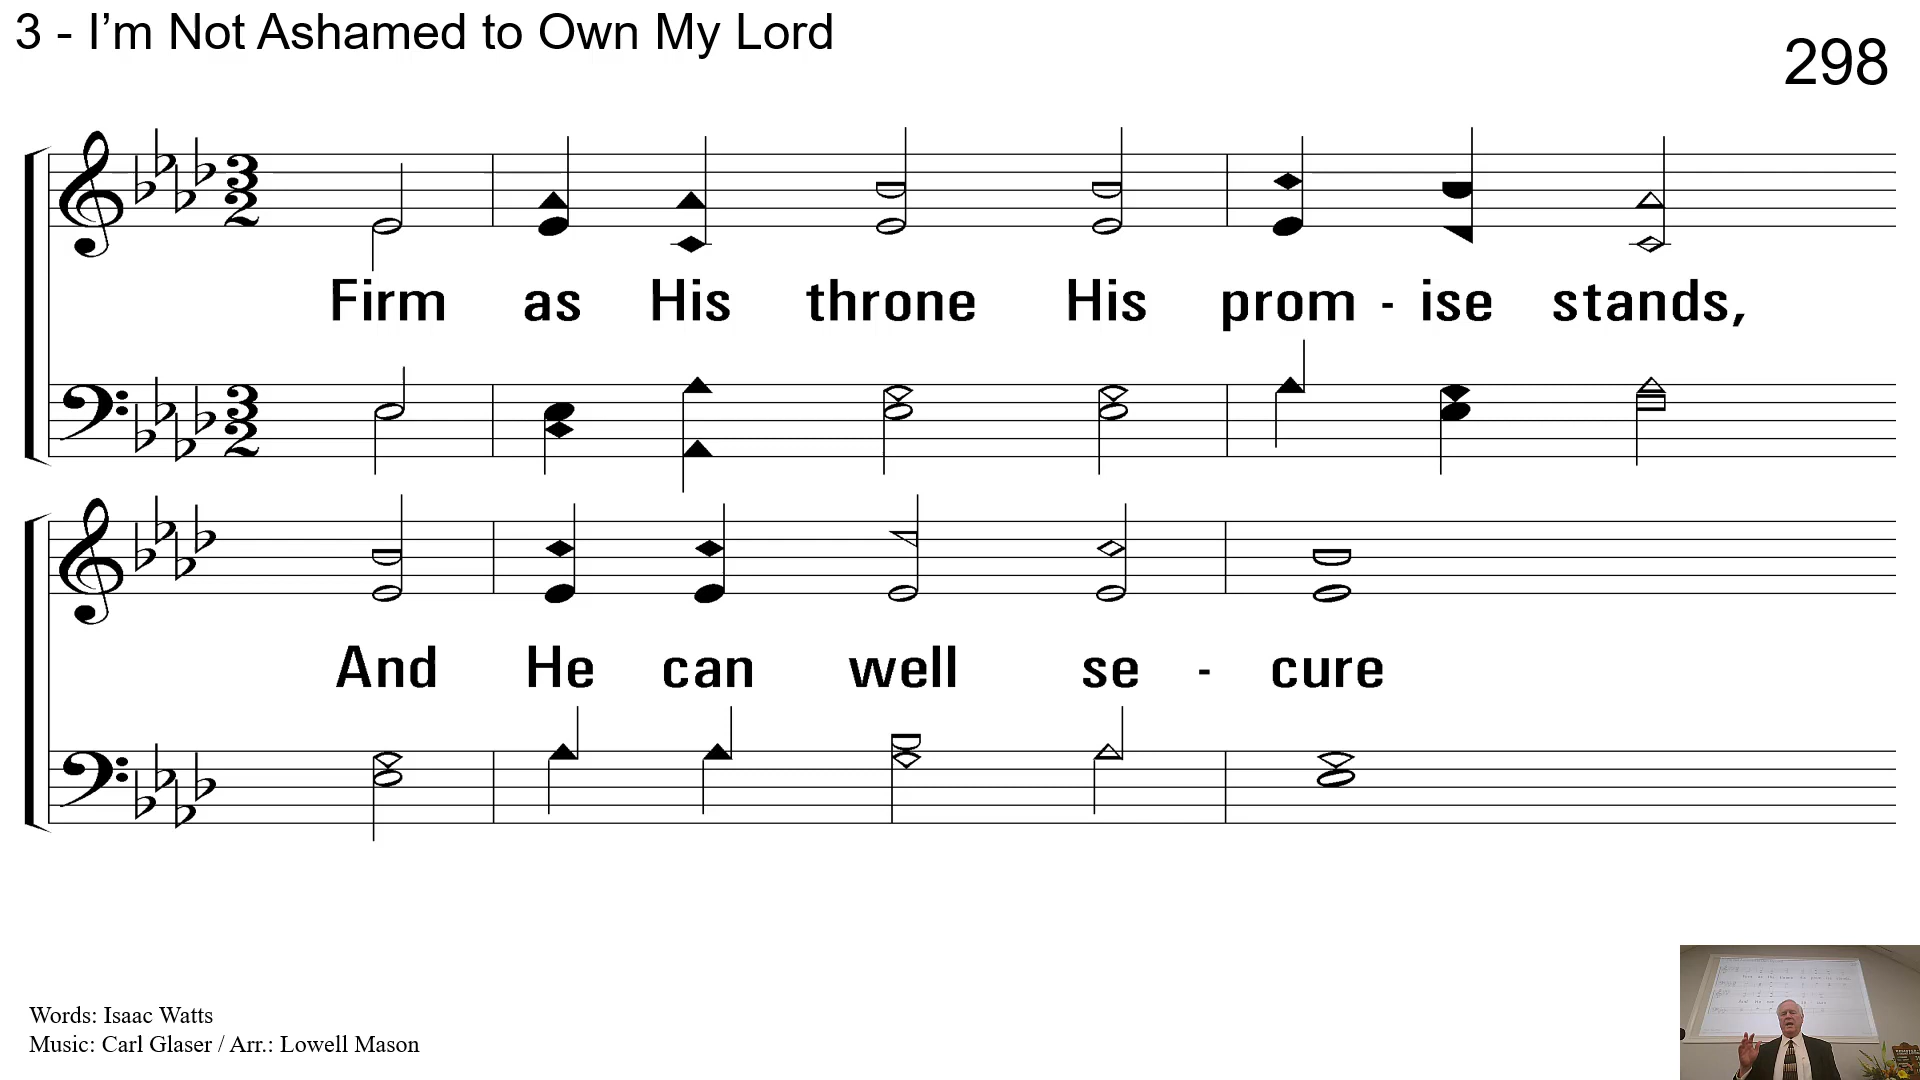 3 - I’m Not Ashamed to Own My Lord
298
Firm as His throne His prom - ise stands,
And He can well se - cure
Words: Isaac Watts
Music: Carl Glaser / Arr.: Lowell Mason